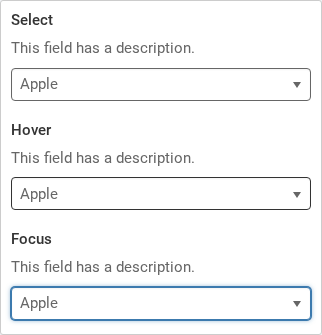 Select
This field has a description.
Apple
Hover
This field has a description.
Apple
Focus
This field has a description.
Apple